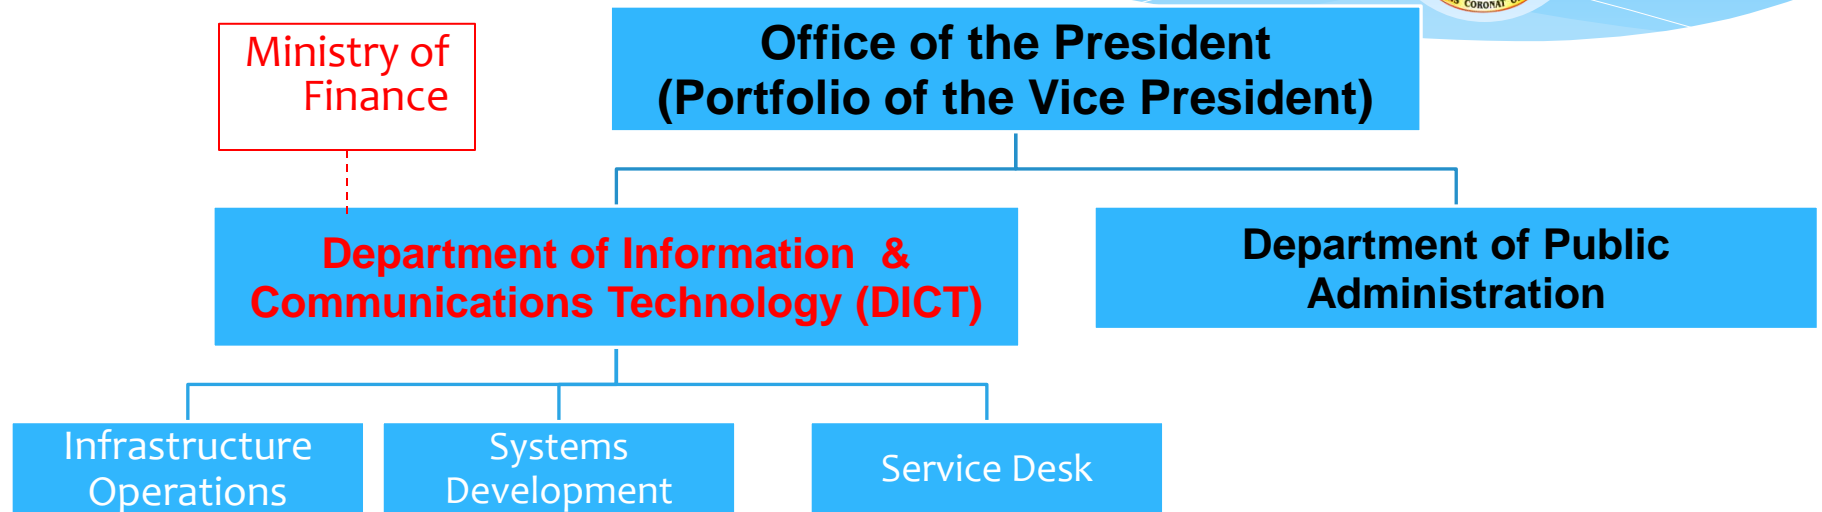 CORONAT
Ministry of
Finance
Office of the President
(Portfolio of the Vice President)
Department of Information &
Communications Technology (DICT)
Department of Public
Administration
Infrastructure
Operations
Systems
Development
Service Desk